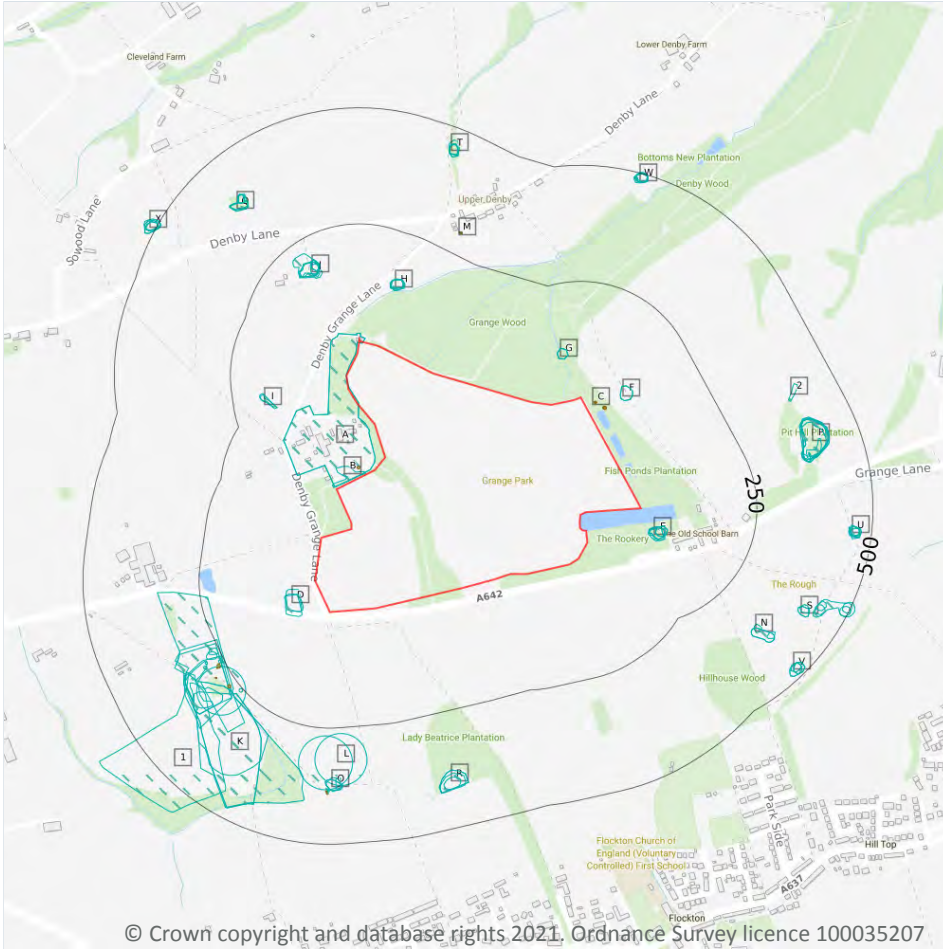 Cleveland Farm
Lower Denby Farm
Denby Lane
T
Bottoms New Plantation
W
Denby Wood
Upper Denby
X
Sowood Lane
M
Denby Lane
J
H
Denby Grange Lane
Grange Wood
G
2
F
I
C
A
P
Pit Hill Plantation
B
Fish Ponds Plantation
Grange Lane
Grange Park
250
Denby Grange Lane
U
E
The Old School Barn
The Rookery
500
The Rough
D
A642
S
N
V
Hillhouse Wood
Lady Beatrice Plantation
K
L
1
R
Q
Park Side
Flockton Church of
England (Voluntary
Controlled) First School
Hill Top
A637
Flockton
© Crown copyright and database rights 2021. Ordnance Survey licence 100035207